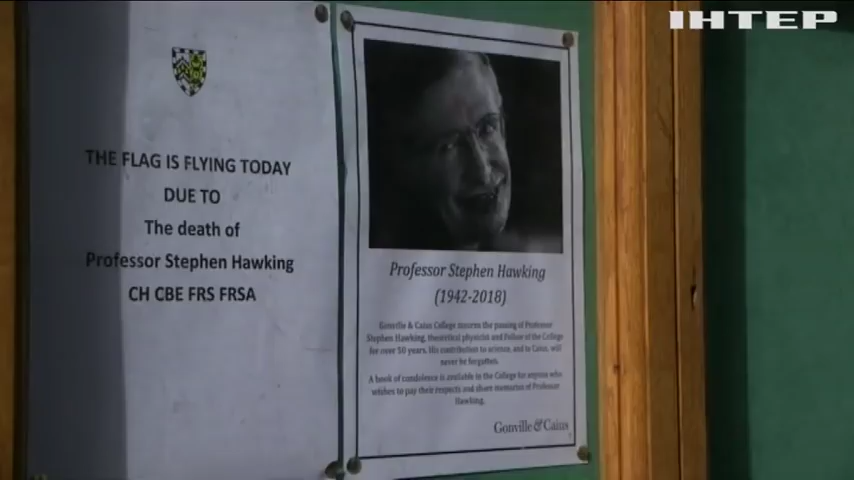 ІНТЕР
THE FLAG IS FLYING TODAY
DUE TO
The death of
Professor Stephen Hawking
CH CBE FRS FRSA
Professor Stephen Hawking
(1942-2018)
Gonville & Caius College mourns the passing of Professor
Stephen Hawking, theoretical physicist and Fellow of the College
for over 50 years. His contribution to science, and to Caius, will
never be forgotten.
A book of condolence is available in the College for anyone who
wishes to pay their respects and share memories of Professor
Hawking.
Gonville & Caius